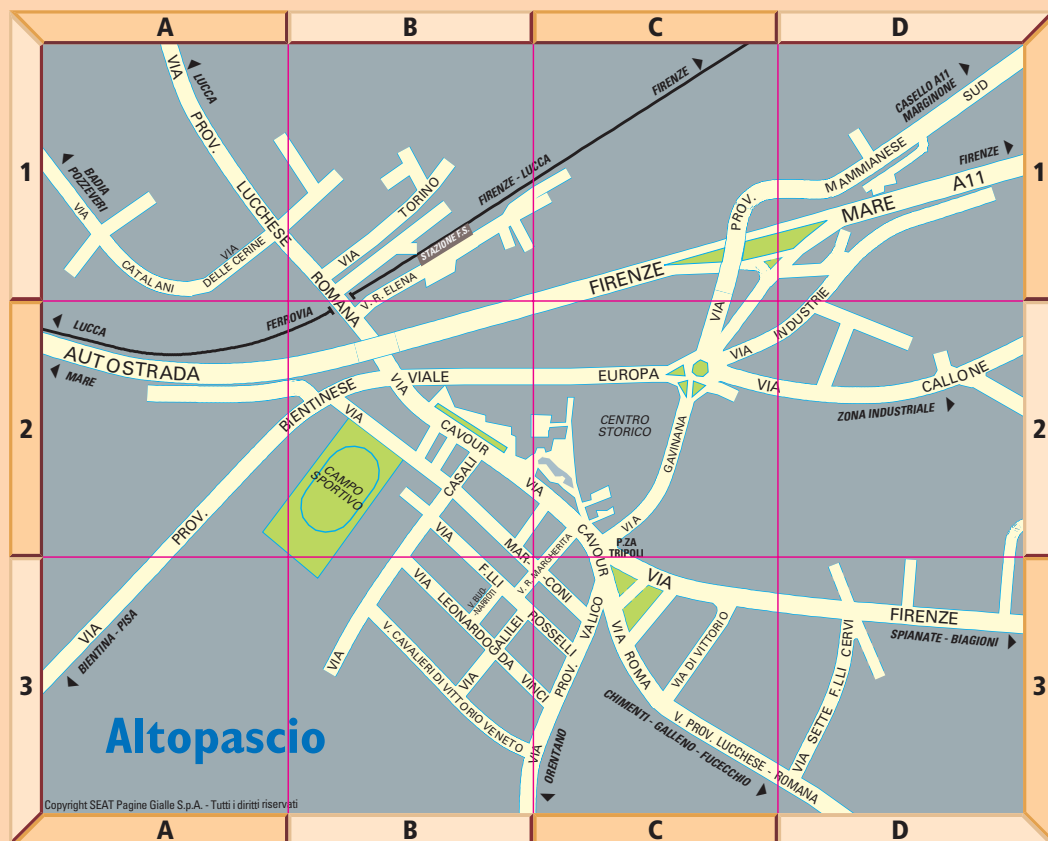 A
B
C
D
1
VIA
PROV.
LUCCHESE
ROMANA
LUCCA
BADIA
POZZEVERI
VIA
CATALANI
VIA
DELLE CERINE
VIA
TORINO
FIRENZE - LUCCA
STAZIONE F.S.
V. R. ELENA
FIRENZE
CASELLO A11
MARGINONE
SUD
MAMMIANESE
PROV.
VIA
FIRENZE
A11
MARE
FIRENZE
1
2
LUCCA
FERROVIA
AUTOSTRADA
MARE
BIENTINESE
PROV.
VIA
BIENTINA - PISA
VIA
VIALE
EUROPA
VIA
INDUSTRIE
VIA
CALLONE
ZONA INDUSTRIALE
2
VIA
CAVOUR
CENTRO
STORICO
GAVINANA
VIA
CAMPO
SPORTIVO
CASALI
VIA
VIA
CAVOUR
P.ZA
TRIPOLI
VIA
F.LLI
ROSSELLI
MAR-
CONI
V. R. MARGHERITA
3
VIA
LEONARDO DA
VINCI
V. BUO-
NARROTI
VIA
GALILEI
V. CAVALIERI DI VITTORIO VENETO
VIA
PROV.
VALICO
ORENTANO
VIA ROMA
VIA
FIRENZE
SPIANATE - BIAGIONI
VIA DI VITTORIO
VIA SETTE F.LLI CERVI
V. PROV. LUCCHESE - ROMANA
CHIMENTI - GALLENO - FUCECCHIO
3
Altopascio
Copyright SEAT Pagine Gialle S.p.A. - Tutti i diritti riservati
A
B
C
D